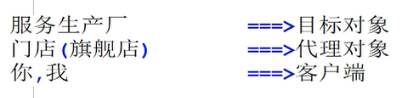 服务生产厂 ===>目标对象
门店(旗舰店) ===>代理对象
你,我 ===>客户端